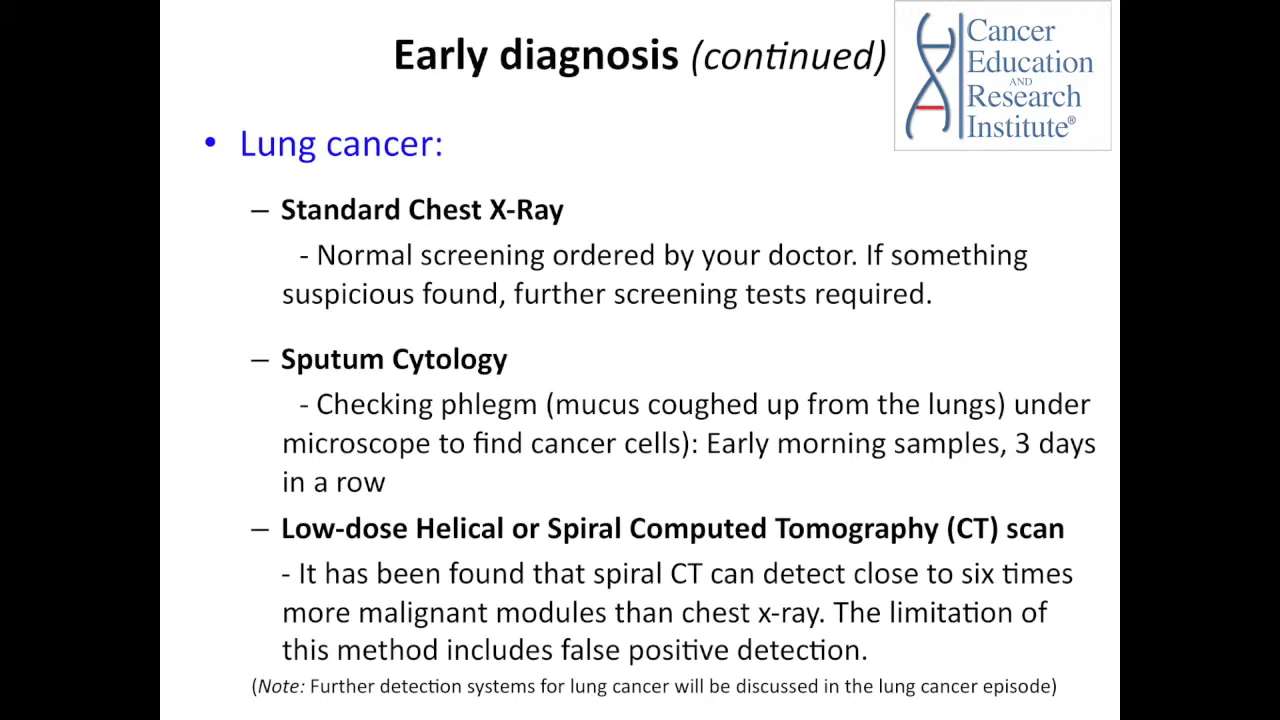 Early diagnosis (continued)
Cancer
Education
AND
Research
Institute®
• Lung cancer:
– Standard Chest X-Ray
- Normal screening ordered by your doctor. If something
suspicious found, further screening tests required.
– Sputum Cytology
- Checking phlegm (mucus coughed up from the lungs) under
microscope to find cancer cells): Early morning samples, 3 days
in a row
– Low-dose Helical or Spiral Computed Tomography (CT) scan
- It has been found that spiral CT can detect close to six times
more malignant modules than chest x-ray. The limitation of
this method includes false positive detection.
(Note: Further detection systems for lung cancer will be discussed in the lung cancer episode)